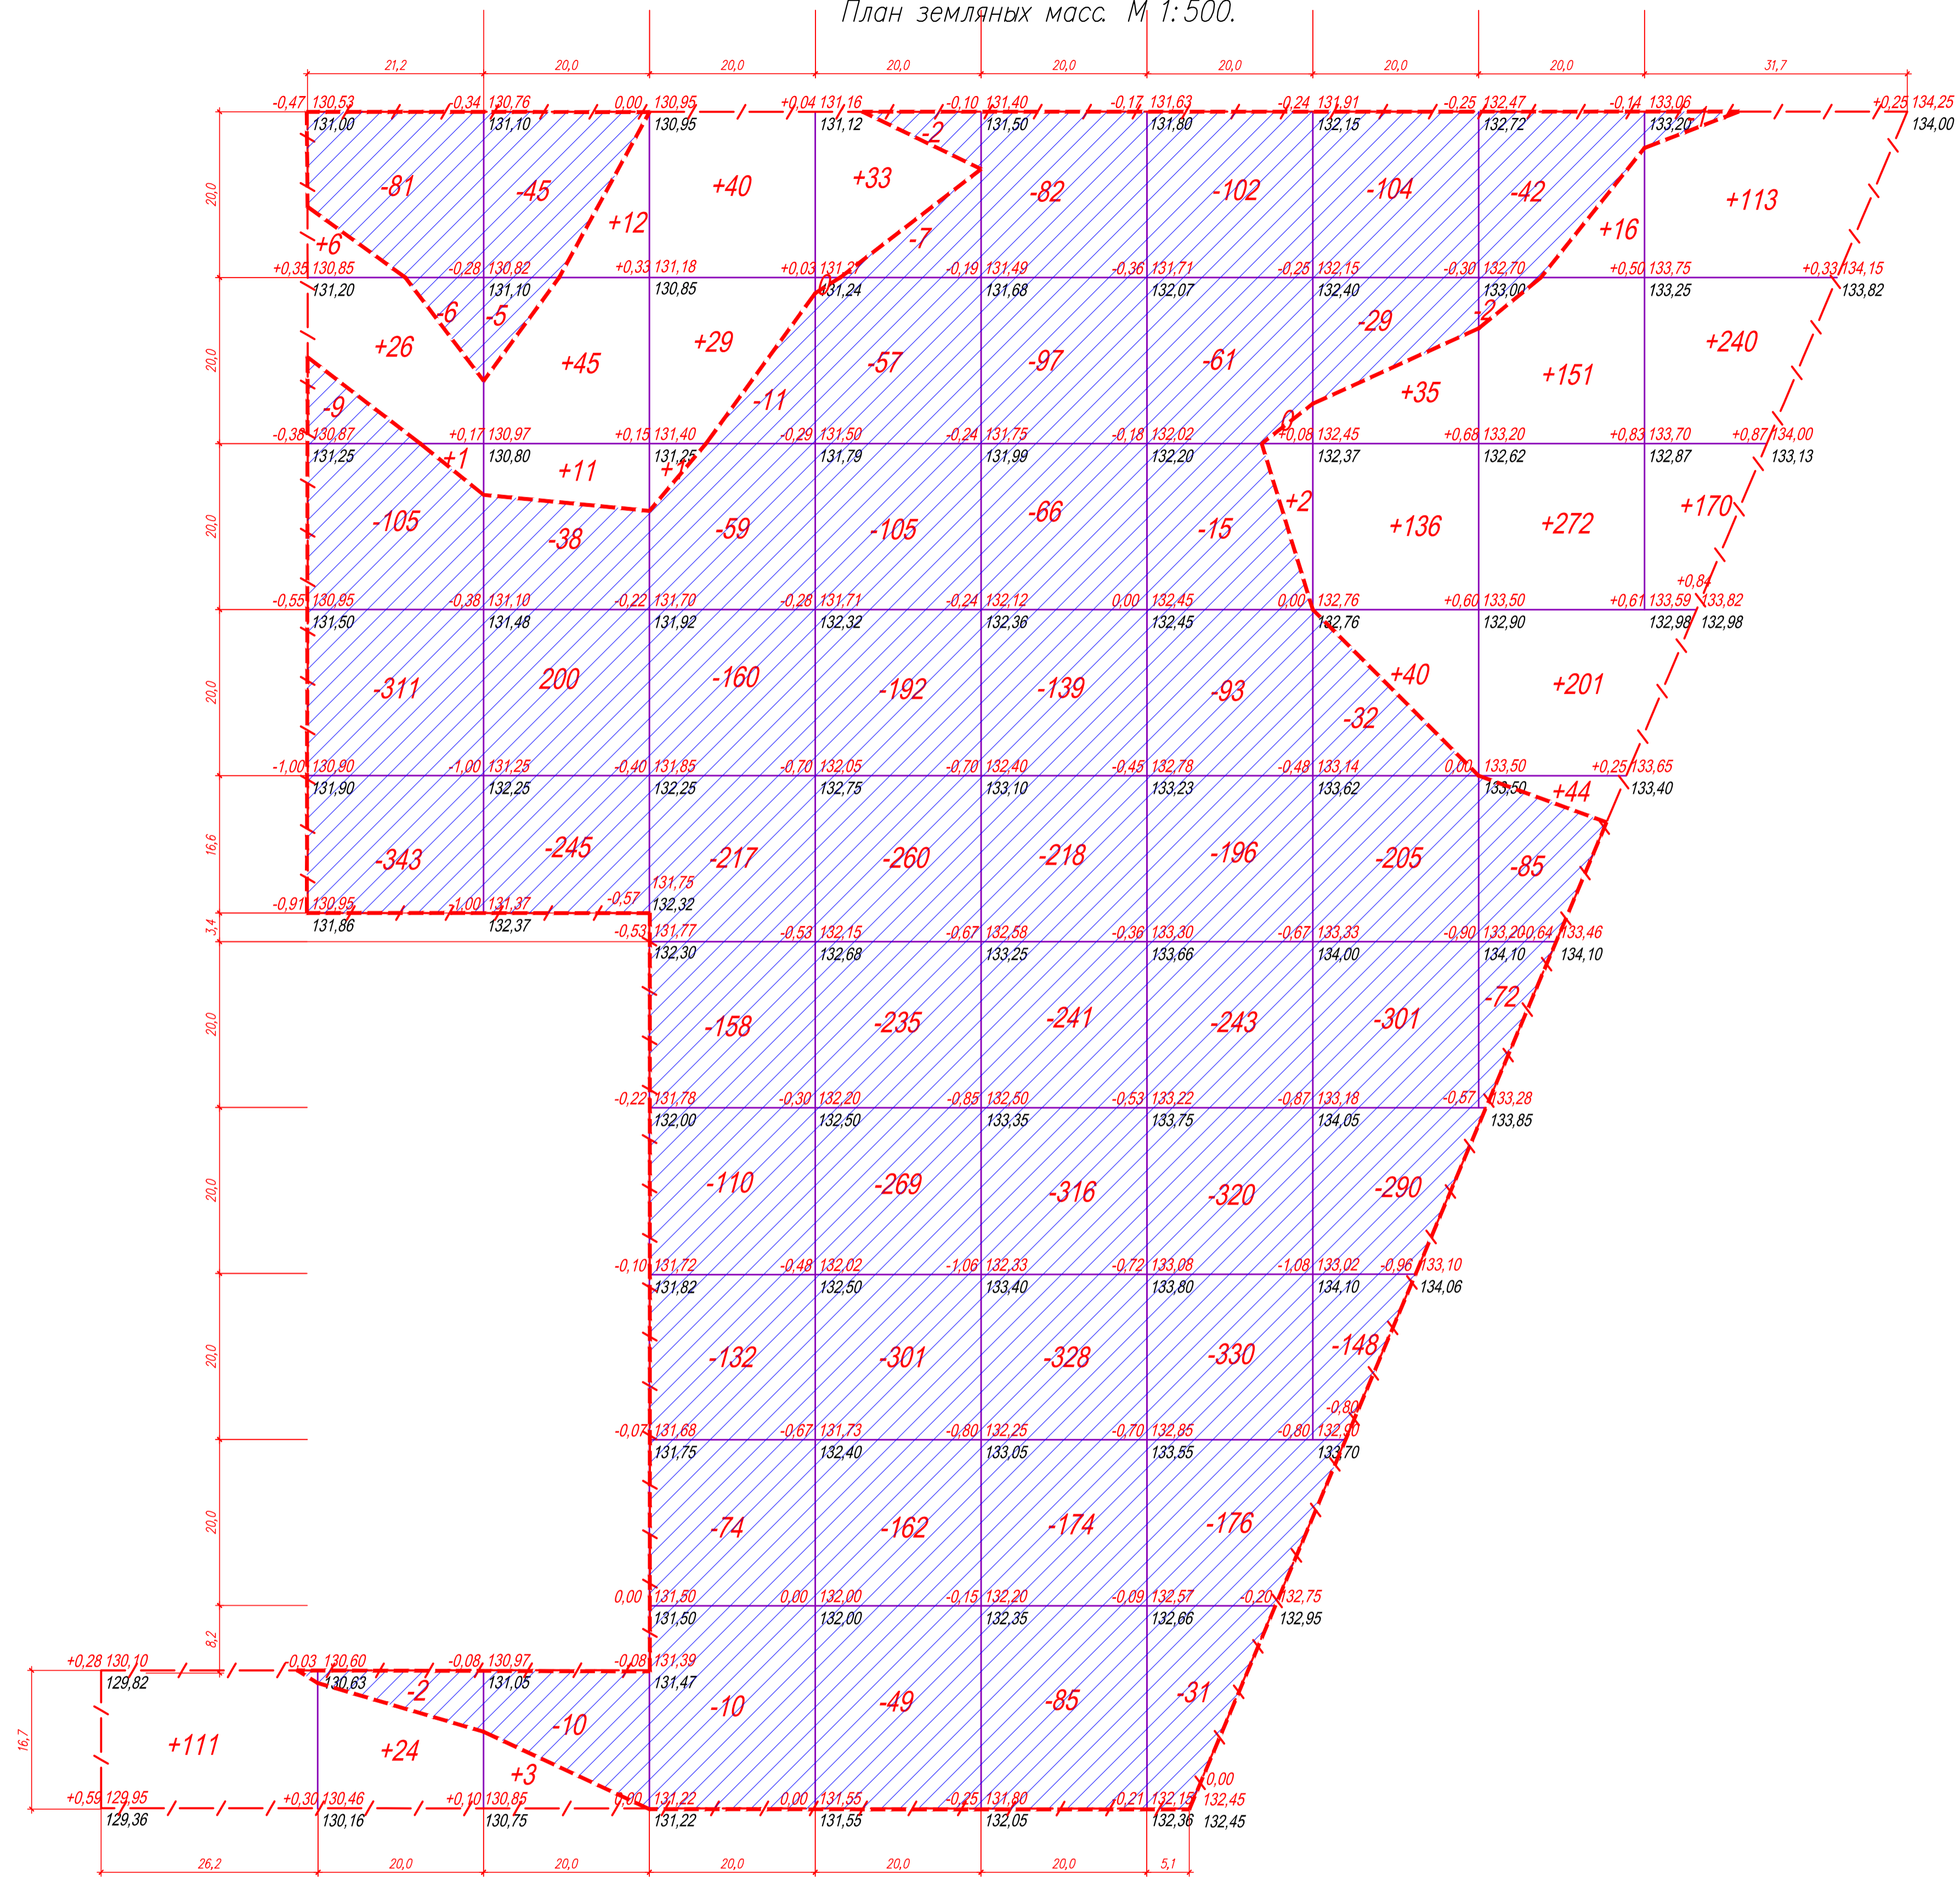 План земляных масс. М 1:500.
21,2 20,0 20,0 20,0 20,0 20,0 20,0 20,0 31,7
-0,47 130,53 -0,34 130,76 0,00 130,95 +0,04 131,16 -0,10 131,40 -0,17 131,63 -0,24 131,91 -0,25 132,47 -0,14 133,06 +0,25 134,25
131,00 131,10 130,95 131,12 131,50 131,80 132,15 132,72 133,20 134,00
-1
-2
20,0 -81 -45 +40 +33 -82 -102 -104 -42 +113
+6 +12 -7 +16
+0,35 130,85 -0,28 130,82 +0,33 131,18 +0,03 131,27 -0,19 131,49 -0,36 131,71 -0,25 132,15 -0,30 132,70 +0,50 133,75 +0,33 134,15
131,20 131,10 130,85 131,24 131,68 132,07 132,40 133,00 133,25 133,82
0
-6 -5 -29 -2
20,0 +26 +45 +29 -57 -97 -61 +151 +240
-9 -11 0 +35
-0,38 130,87 +0,17 130,97 +0,15 131,40 -0,29 131,50 -0,24 131,75 -0,18 132,02 +0,08 132,45 +0,68 133,20 +0,83 133,70 +0,87 134,00
131,25 130,80 131,25 131,79 131,99 132,20 132,37 132,62 132,87 133,13
+1 +11 +1
20,0 -105 -38 -59 -105 -66 -15 +2 +136 +272 +170
+0,84
-0,55 130,95 -0,38 131,10 -0,22 131,70 -0,28 131,71 -0,24 132,12 0,00 132,45 0,00 132,76 +0,60 133,50 +0,61 133,59 133,82
131,50 131,48 131,92 132,32 132,36 132,45 132,76 132,90 132,98 132,98
20,0 -311 200 -160 -192 -139 -93 +40 +201
-32
-1,00 130,90 -1,00 131,25 -0,40 131,85 -0,70 132,05 -0,70 132,40 -0,45 132,78 -0,48 133,14 0,00 133,50 +0,25 133,65
131,90 132,25 132,25 132,75 133,10 133,23 133,62 133,50 133,40
+44
16,6 -343 -245 -217 -260 -218 -196 -205 -85
131,75
-0,91 130,95 -1,00 131,37 -0,57 132,32
131,86 132,37
3,4
-0,53 131,77 -0,53 132,15 -0,67 132,58 -0,36 133,30 -0,67 133,33 -0,90 133,20 -0,64 133,46
132,30 132,68 133,25 133,66 134,00 134,10 134,10
20,0 -158 -235 -241 -243 -301 -72
-0,22 131,78 -0,30 132,20 -0,85 132,50 -0,53 133,22 -0,87 133,18 -0,57 133,28
132,00 132,50 133,35 133,75 134,05 133,85
20,0 -110 -269 -316 -320 -290
-0,10 131,72 -0,48 132,02 -1,06 132,33 -0,72 133,08 -1,08 133,02 -0,96 133,10
131,82 132,50 133,40 133,80 134,10 134,06
20,0 -132 -301 -328 -330 -148
-0,80
-0,07 131,68 -0,67 131,73 -0,80 132,25 -0,70 132,85 -0,80 132,90
131,75 132,40 133,05 133,55 133,70
20,0 -74 -162 -174 -176
0,00 131,50 0,00 132,00 -0,15 132,20 -0,09 132,57 -0,20 132,75
131,50 132,00 132,35 132,66 132,95
8,2
+0,28 130,10 -0,03 130,60 -0,08 130,97 -0,08 131,39
129,82 130,63 131,05 131,47
16,7 +111 -2 +24 -10 +3 -10 -49 -85 -31
0,00
+0,59 129,95 +0,30 130,46 +0,10 130,85 0,00 131,22 0,00 131,55 -0,25 131,80 -0,21 132,15 132,45
129,36 130,16 130,75 131,22 131,55 132,05 132,36 132,45
26,2 20,0 20,0 20,0 20,0 20,0 5,1